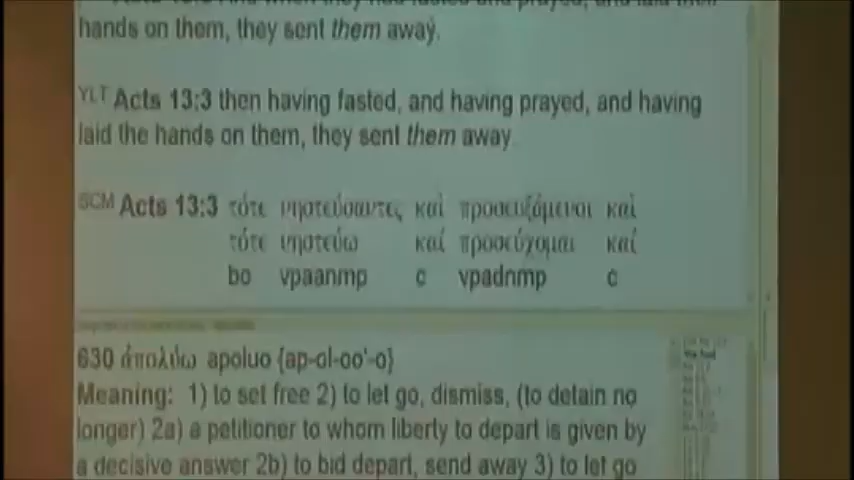 hands on them, they sent them away.
YLT Acts 13:3 then having fasted, and having prayed, and having
laid the hands on them, they sent them away
SCM Acts 13:3 τότε νηστεύσαντες καὶ προσευξάμενοι καὶ
τότε νηστεύω καί προσεύχομαι καί
bo vpaanmp c vpadnmp c
630 ἀπολύω apoluo {ap-ol-oo'-o}
Meaning: 1) to set free 2) to let go, dismiss, (to detain no
longer) 2a) a petitioner to whom liberty to depart is given by
a decisive answer 2b) to bid depart, send away 3) to let go